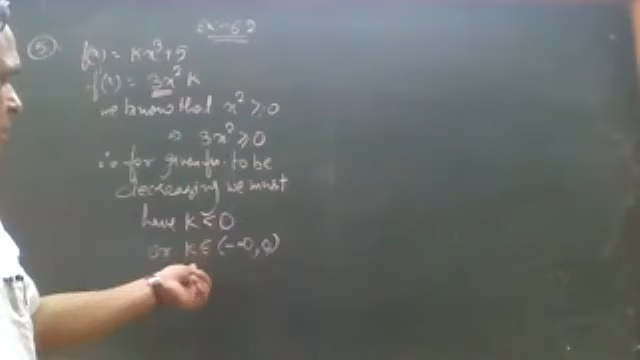 Ex - 6.2
⑤ f(x) = Kx³+5
f'(x) = 3x² K
we know that x² ≥ 0
⇒ 3x² ≥ 0
∴ for given fn. to be
decreasing we must
have K < 0
or K ∈ (-∞, 0)